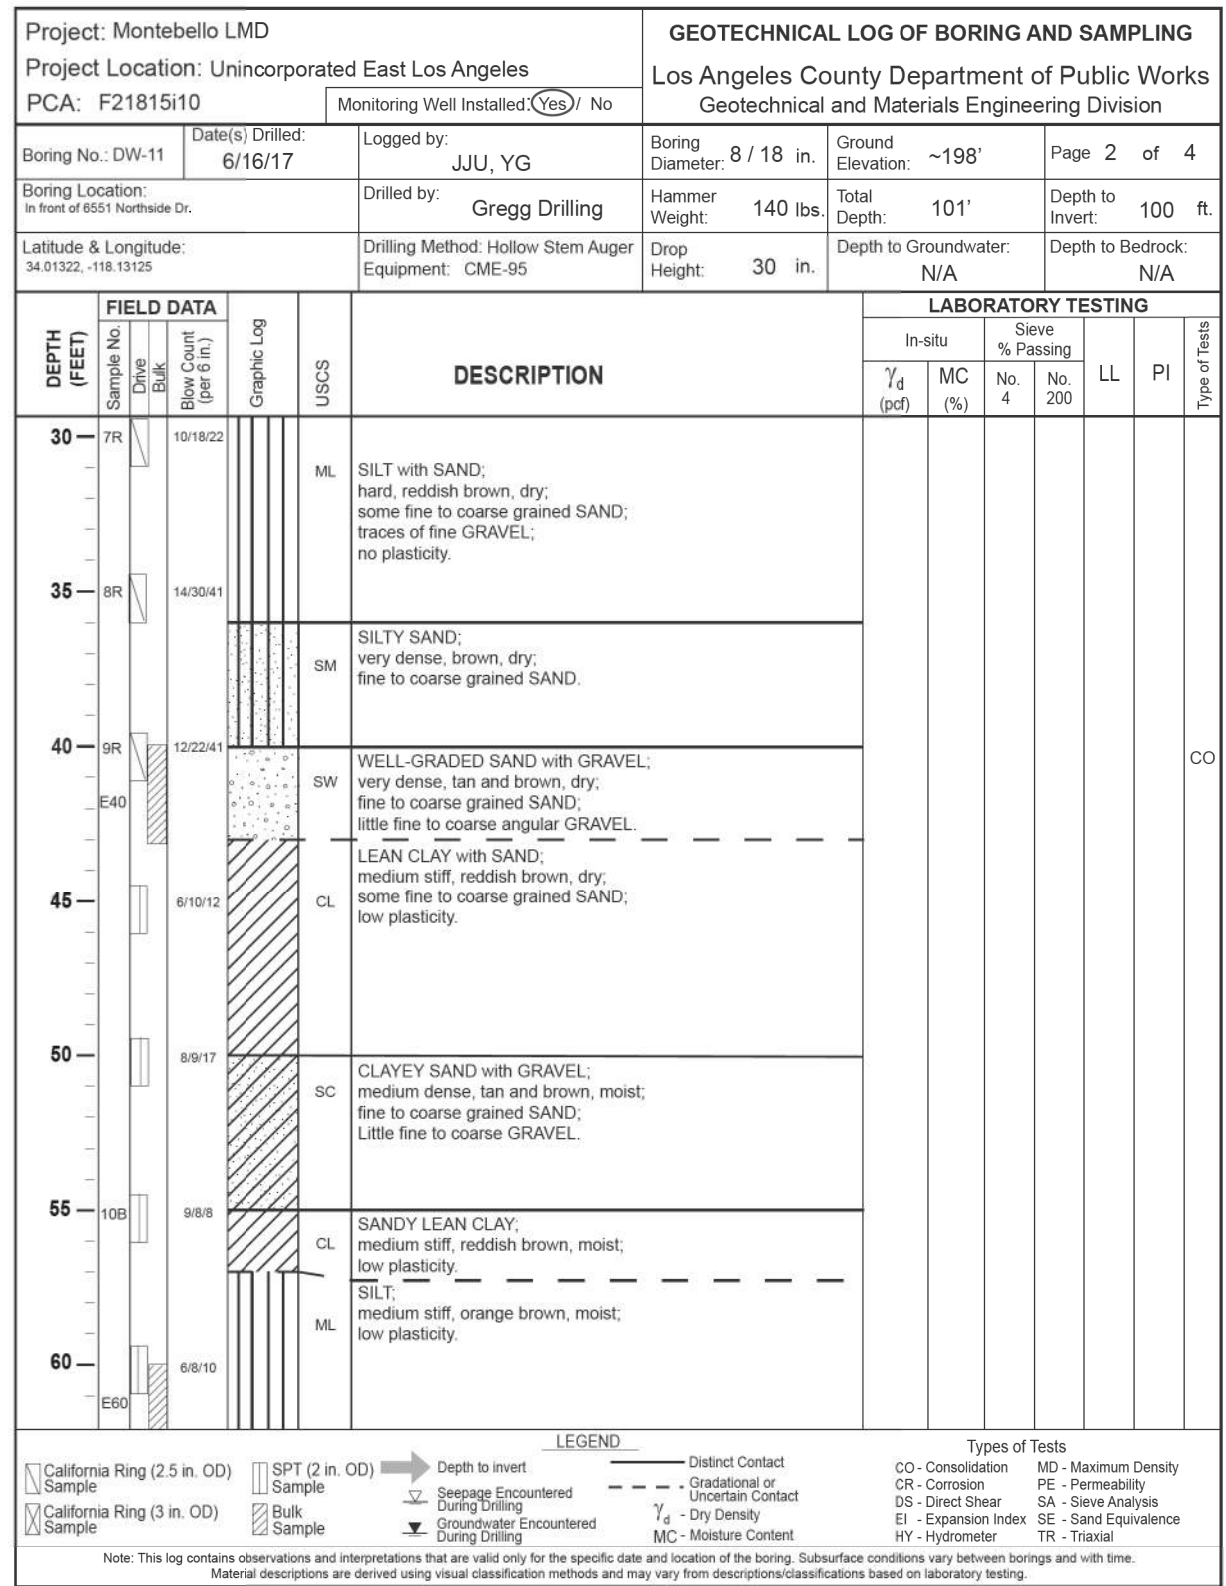 Project: Montebello LMD
Project Location: Unincorporated East Los Angeles
PCA: F21815i10
Monitoring Well Installed: Yes / No
GEOTECHNICAL LOG OF BORING AND SAMPLING
Los Angeles County Department of Public Works
Geotechnical and Materials Engineering Division
Boring No.: DW-11
Date(s) Drilled:
6/16/17
Logged by:
JJU, YG
Boring
Diameter: 8 / 18 in.
Ground
Elevation: ~198'
Page 2 of 4
Boring Location:
In front of 6551 Northside Dr.
Drilled by:
Gregg Drilling
Hammer
Weight: 140 lbs.
Total
Depth: 101'
Depth to
Invert: 100 ft.
Latitude & Longitude:
34.01322, -118.13125
Drilling Method: Hollow Stem Auger
Equipment: CME-95
Drop
Height: 30 in.
Depth to Groundwater:
N/A
Depth to Bedrock:
N/A
DEPTH
(FEET)
FIELD DATA
Sample No.
Drive
Bulk
Blow Count
(per 6 in.)
Graphic Log
USCS
DESCRIPTION
LABORATORY TESTING
In-situ
γd
(pcf)
MC
(%)
Sieve
% Passing
No.
4
No.
200
LL
PI
Type of Tests
30 7R 10/18/22
ML SILT with SAND;
hard, reddish brown, dry;
some fine to coarse grained SAND;
traces of fine GRAVEL;
no plasticity.
35 8R 14/30/41
SILTY SAND;
SM very dense, brown, dry;
fine to coarse grained SAND.
40 9R 12/22/41
CO
WELL-GRADED SAND with GRAVEL;
SW very dense, tan and brown, dry;
E40 fine to coarse grained SAND;
little fine to coarse angular GRAVEL.
LEAN CLAY with SAND;
medium stiff, reddish brown, dry;
45 6/10/12 CL some fine to coarse grained SAND;
low plasticity.
50 8/9/17
CLAYEY SAND with GRAVEL;
SC medium dense, tan and brown, moist;
fine to coarse grained SAND;
Little fine to coarse GRAVEL.
55 10B 9/8/8
SANDY LEAN CLAY;
CL medium stiff, reddish brown, moist;
low plasticity.
SILT;
medium stiff, orange brown, moist;
ML low plasticity.
60 6/8/10
E60
LEGEND
California Ring (2.5 in. OD)
Sample
California Ring (3 in. OD)
Sample
SPT (2 in. OD)
Sample
Bulk
Sample
Depth to invert
Seepage Encountered
During Drilling
Groundwater Encountered
During Drilling
Distinct Contact
Gradational or
Uncertain Contact
γd - Dry Density
MC - Moisture Content
Types of Tests
CO - Consolidation MD - Maximum Density
CR - Corrosion PE - Permeability
DS - Direct Shear SA - Sieve Analysis
EI - Expansion Index SE - Sand Equivalence
HY - Hydrometer TR - Triaxial
Note: This log contains observations and interpretations that are valid only for the specific date and location of the boring. Subsurface conditions vary between borings and with time.
Material descriptions are derived using visual classification methods and may vary from descriptions/classifications based on laboratory testing.